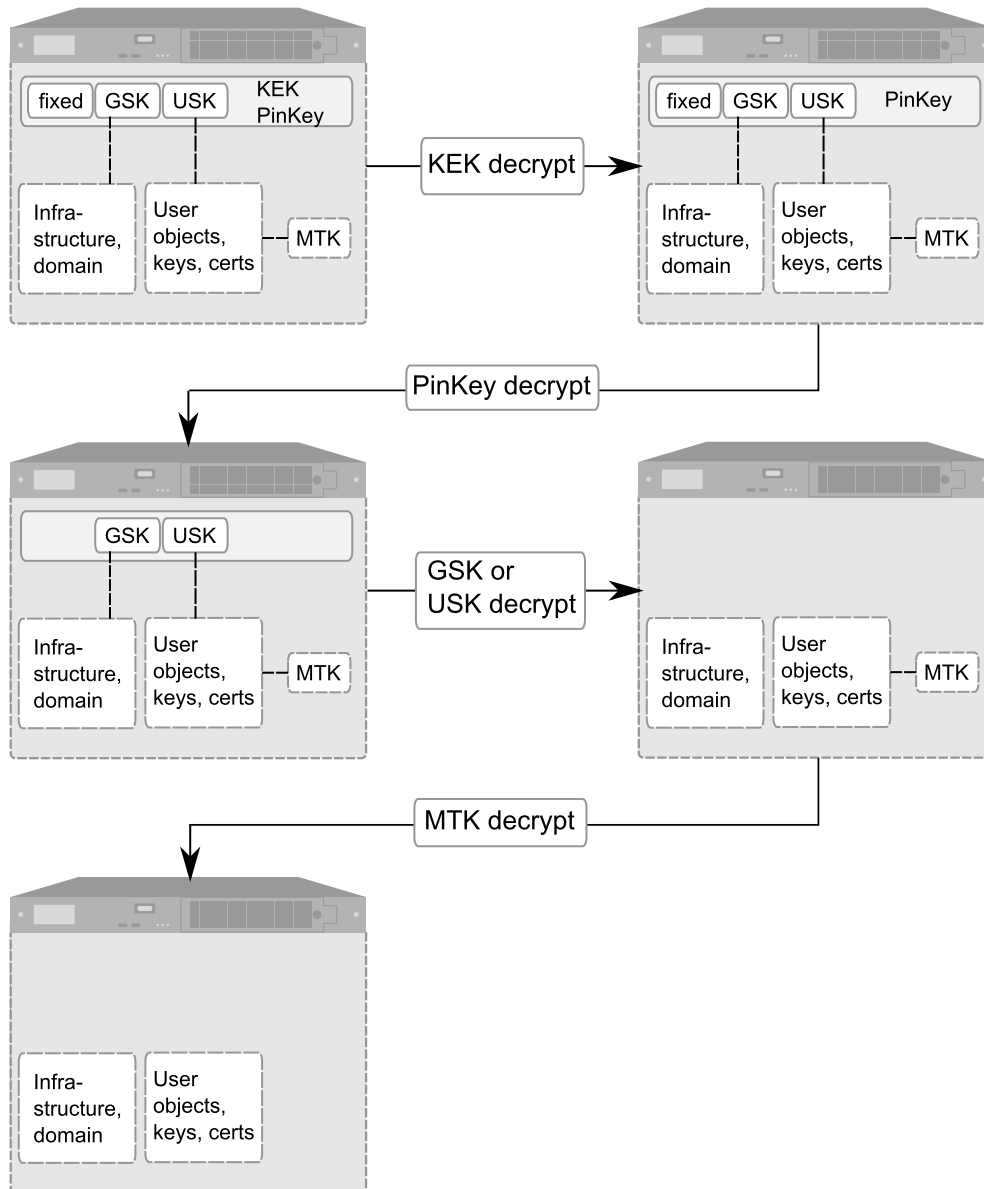 fixed GSK USK KEK
PinKey
Infra-
structure,
domain
User
objects,
keys, certs
MTK
KEK decrypt
fixed GSK USK PinKey
Infra-
structure,
domain
User
objects,
keys, certs
MTK
PinKey decrypt
GSK USK
Infra-
structure,
domain
User
objects,
keys, certs
MTK
GSK or
USK decrypt
Infra-
structure,
domain
User
objects,
keys, certs
MTK
MTK decrypt
Infra-
structure,
domain
User
objects,
keys, certs